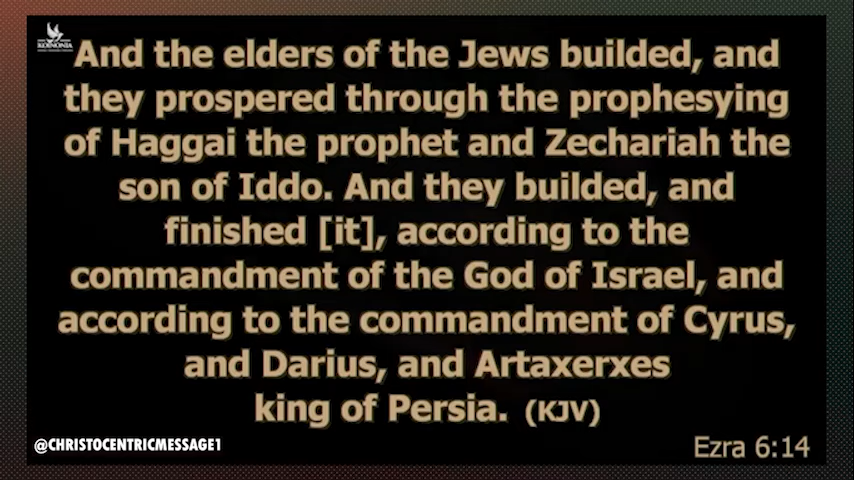 KOINONIA
And the elders of the Jews builded, and
they prospered through the prophesying
of Haggai the prophet and Zechariah the
son of Iddo. And they builded, and
finished [it], according to the
commandment of the God of Israel, and
according to the commandment of Cyrus,
and Darius, and Artaxerxes
king of Persia. (KJV)
@CHRISTOCENTRICMESSAGE1
Ezra 6:14